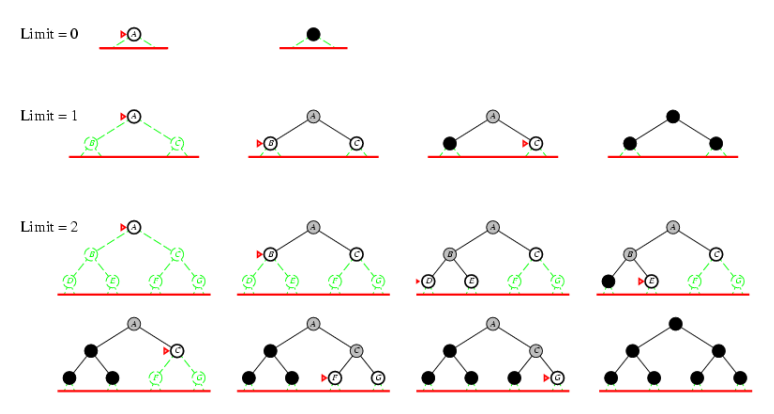 Limit = 0 A
Limit = 1 A A A
B C B C C
Limit = 2 A A A A
B C B C B C B C
D E F G D E F G D E F G E F G
A A A
C C C
F G F G G